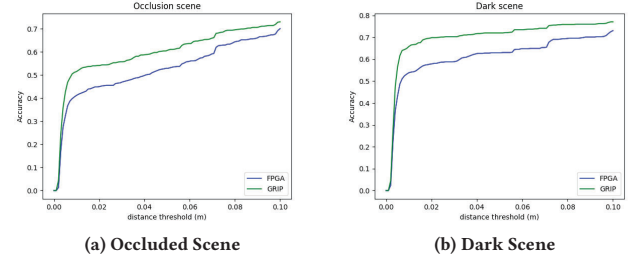 Occlusion scene
0.7
0.6
0.5
0.4
0.3
0.2
0.1
0.0
Accuracy
FPGA
GRIP
0.00 0.02 0.04 0.06 0.08 0.10
distance threshold (m)
(a) Occluded Scene
Dark scene
0.8
0.7
0.6
0.5
0.4
0.3
0.2
0.1
0.0
Accuracy
FPGA
GRIP
0.00 0.02 0.04 0.06 0.08 0.10
distance threshold (m)
(b) Dark Scene